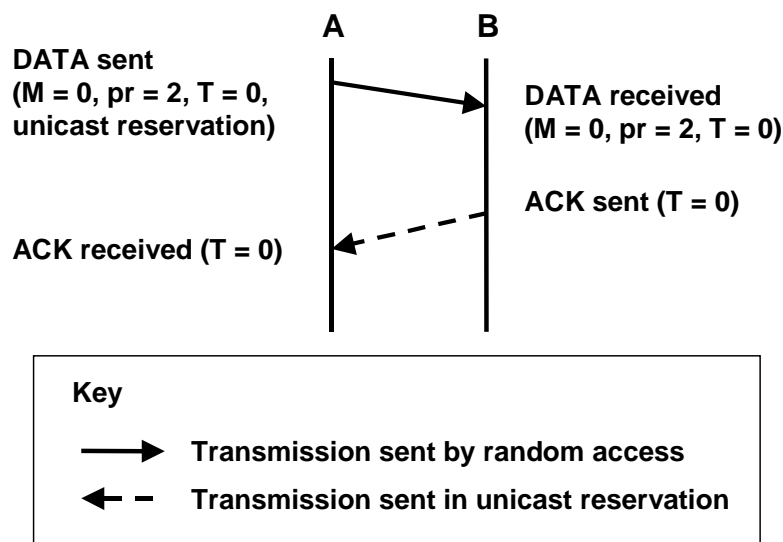 A B
DATA sent
(M = 0, pr = 2, T = 0,
unicast reservation)
DATA received
(M = 0, pr = 2, T = 0)
ACK sent (T = 0)
ACK received (T = 0)
Key
Transmission sent by random access
Transmission sent in unicast reservation